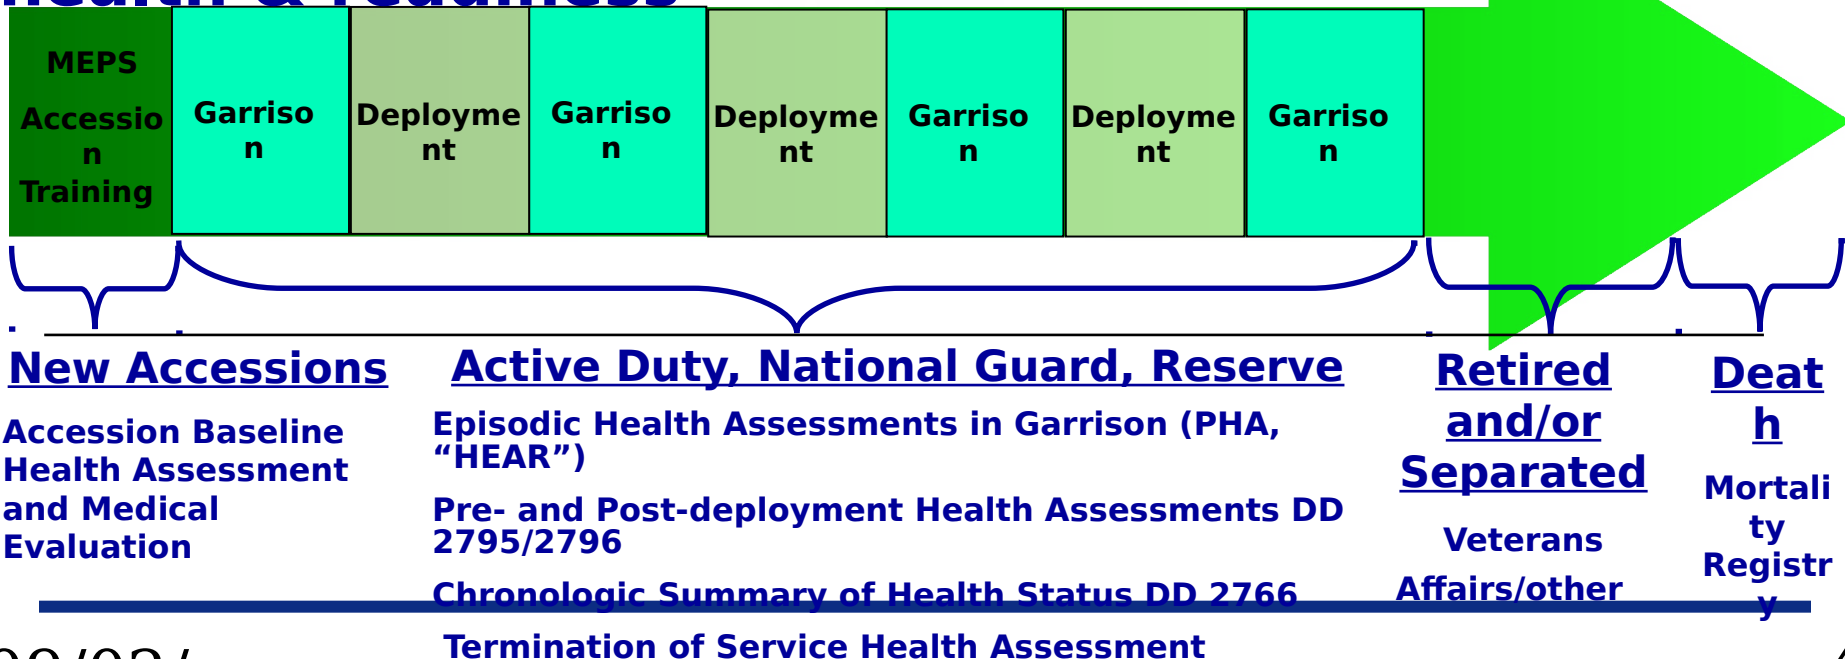 health & readiness
MEPS
Accessio
n
Training
Garriso
n
Deployme
nt
Garriso
n
Deployme
nt
Garriso
n
Deployme
nt
Garriso
n
New Accessions
Accession Baseline
Health Assessment
and Medical
Evaluation
Active Duty, National Guard, Reserve
Episodic Health Assessments in Garrison (PHA,
“HEAR”)
Pre- and Post-deployment Health Assessments DD
2795/2796
Chronologic Summary of Health Status DD 2766
Termination of Service Health Assessment
Retired
and/or
Separated
Veterans
Affairs/other
Deat
h
Mortali
ty
Registr
y